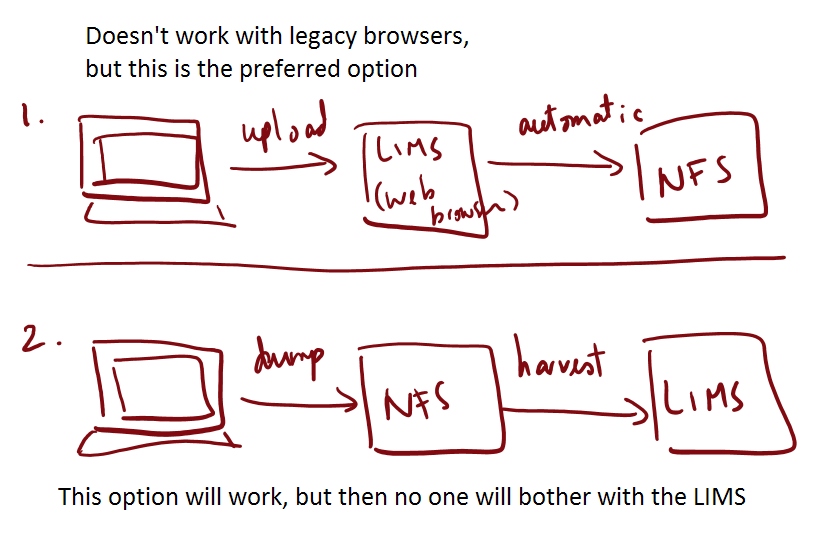 Doesn't work with legacy browsers,
but this is the preferred option
1.
upload
LIMS
(web
browser)
automatic
NFS
2.
dump
NFS
harvest
LIMS
This option will work, but then no one will bother with the LIMS